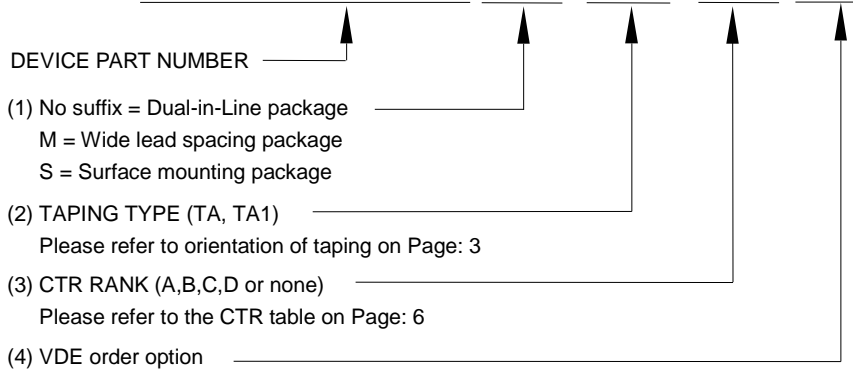 DEVICE PART NUMBER
(1) No suffix = Dual-in-Line package
M = Wide lead spacing package
S = Surface mounting package
(2) TAPING TYPE (TA, TA1)
Please refer to orientation of taping on Page: 3
(3) CTR RANK (A,B,C,D or none)
Please refer to the CTR table on Page: 6
(4) VDE order option